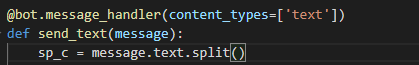 @bot.message_handler(content_types=['text'])
def send_text(message):
    sp_c = message.text.split()